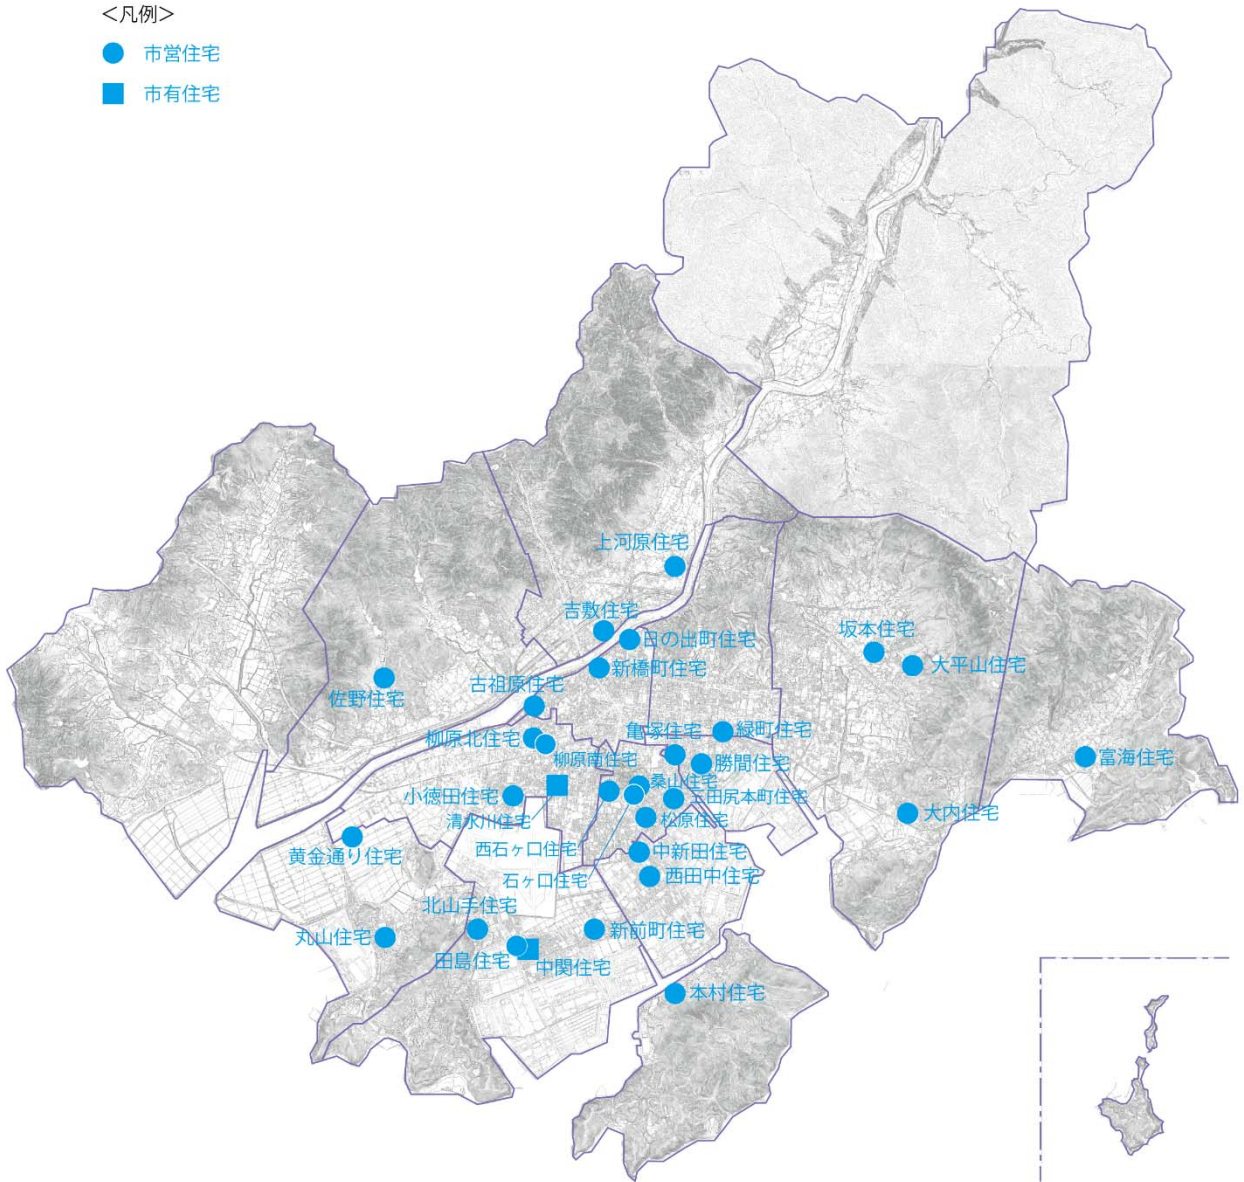 <凡例>
市営住宅
市有住宅
上河原住宅
吉敷住宅
日の出町住宅
坂本住宅
大平山住宅
新橋町住宅
古祖原住宅
佐野住宅
亀塚住宅
緑町住宅
柳原北住宅
柳原南住宅
勝間住宅
富海住宅
桑山住宅
小徳田住宅
三田尻本町住宅
清水川住宅
松原住宅
大内住宅
西石ヶ口住宅
中新田住宅
黄金通り住宅
石ヶ口住宅
西田中住宅
北山手住宅
新前町住宅
丸山住宅
田島住宅
中関住宅
本村住宅